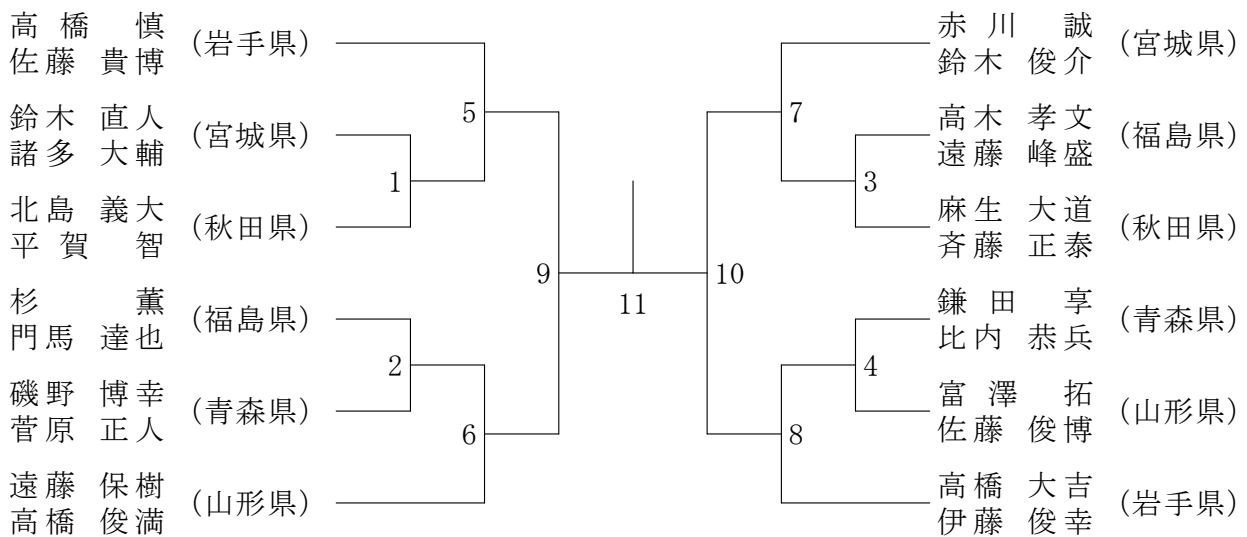 高橋 慎
佐藤 貴博
(岩手県)
鈴木 直人
諸多 大輔
(宮城県)
北島 義大
平賀 智
(秋田県)
杉 薫
門馬 達也
(福島県)
磯野 博幸
菅原 正人
(青森県)
遠藤 保樹
高橋 俊満
(山形県)
5
1
9
2
6
11
7
3
10
4
8
赤川 誠
鈴木 俊介
(宮城県)
高木 孝文
遠藤 峰盛
(福島県)
麻生 大道
斉藤 正泰
(秋田県)
鎌田 享
比内 恭兵
(青森県)
富澤 拓
佐藤 俊博
(山形県)
高橋 大吉
伊藤 俊幸
(岩手県)